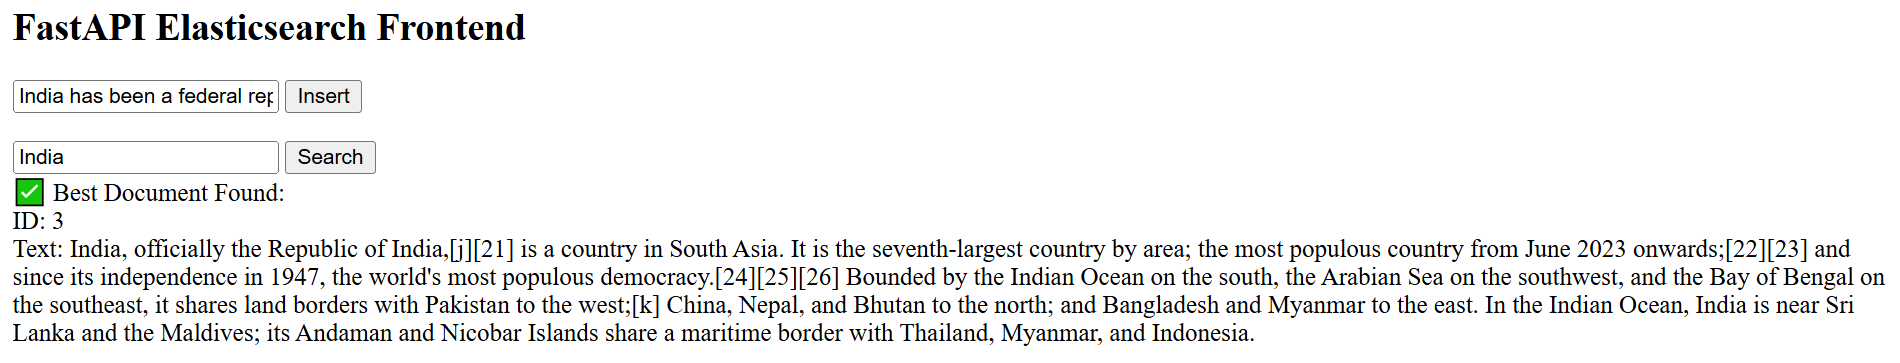 FastAPI Elasticsearch Frontend
India has been a federal rep Insert
India Search
✅ Best Document Found:
ID: 3
Text: India, officially the Republic of India,[j][21] is a country in South Asia. It is the seventh-largest country by area; the most populous country from June 2023 onwards;[22][23] and
since its independence in 1947, the world's most populous democracy.[24][25][26] Bounded by the Indian Ocean on the south, the Arabian Sea on the southwest, and the Bay of Bengal on
the southeast, it shares land borders with Pakistan to the west;[k] China, Nepal, and Bhutan to the north; and Bangladesh and Myanmar to the east. In the Indian Ocean, India is near Sri
Lanka and the Maldives; its Andaman and Nicobar Islands share a maritime border with Thailand, Myanmar, and Indonesia.